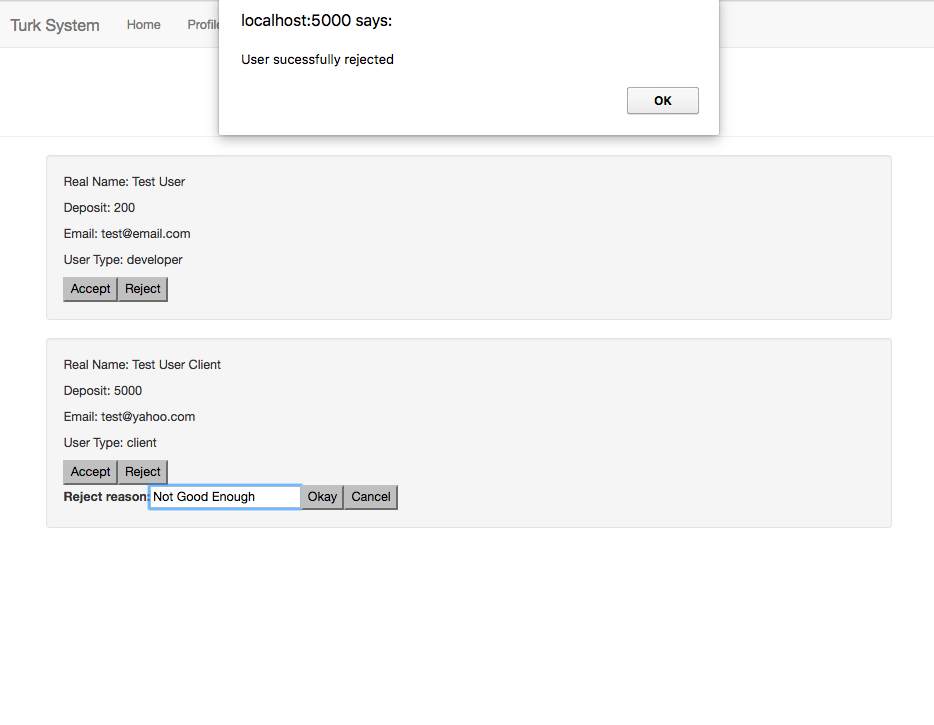 Turk System Home Profile
localhost:5000 says:
User sucessfully rejected
OK
Real Name: Test User
Deposit: 200
Email: test@email.com
User Type: developer
Accept Reject
Real Name: Test User Client
Deposit: 5000
Email: test@yahoo.com
User Type: client
Accept Reject
Reject reason: Not Good Enough Okay Cancel